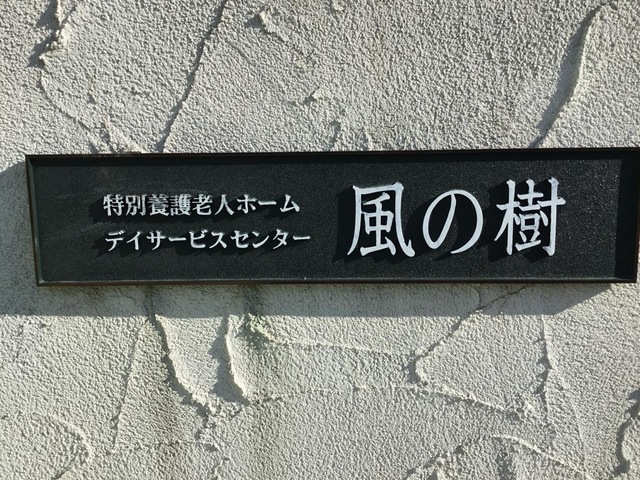 特別養護老人ホーム
デイサービスセンター
風の樹